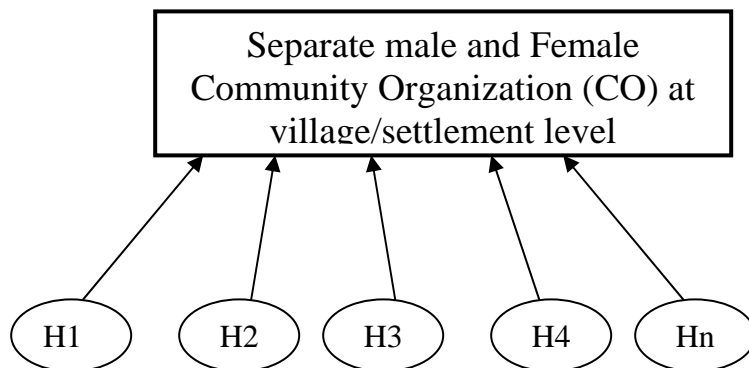 Separate male and Female
Community Organization (CO) at
village/settlement level
H1 H2 H3 H4 Hn